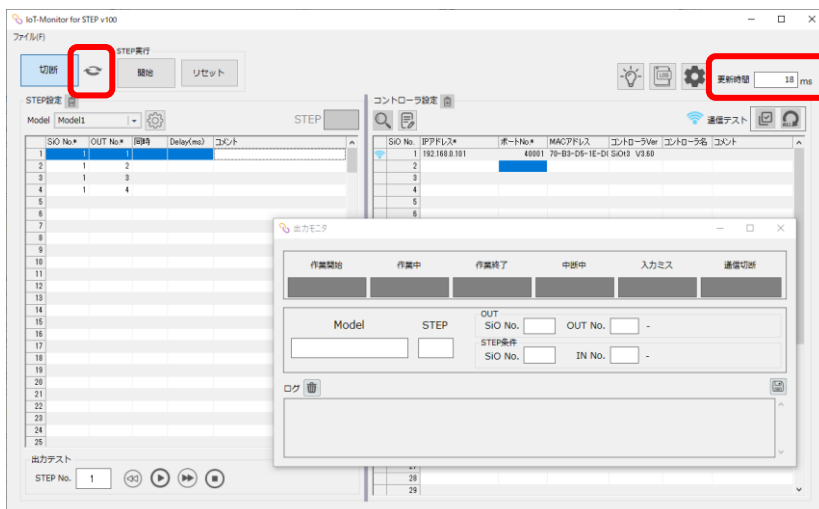 IoT-Monitor for STEP v100
ファイル(F)
STEP実行
切断
開始
リセット
LOG
更新時間 18 ms
STEP設定
コントローラ設定
Model Model1
STEP
通信テスト
SiO No.* OUT No.* 同時 Delay(ms) コメント
SiO No. IPアドレス* ポートNo.* MACアドレス コントローラVer コントローラ名 コメント
1 1 1
1 192.168.0.101 40001 70-B3-D5-1E-D( SiOt3 V3.60
2 1 2
2
3 1 3
3
4 1 4
4
5
5
6
6
7
8
9
10
11
12
13
14
15
16
17
18
19
20
21
22
23
24
25
出力モニタ
作業開始 作業中 作業終了 中断中 入力ミス 通信切断
Model STEP
OUT
SiO No. OUT No. -
STEP条件
SiO No. IN No. -
ログ
27
28
29
出力テスト
STEP No. 1